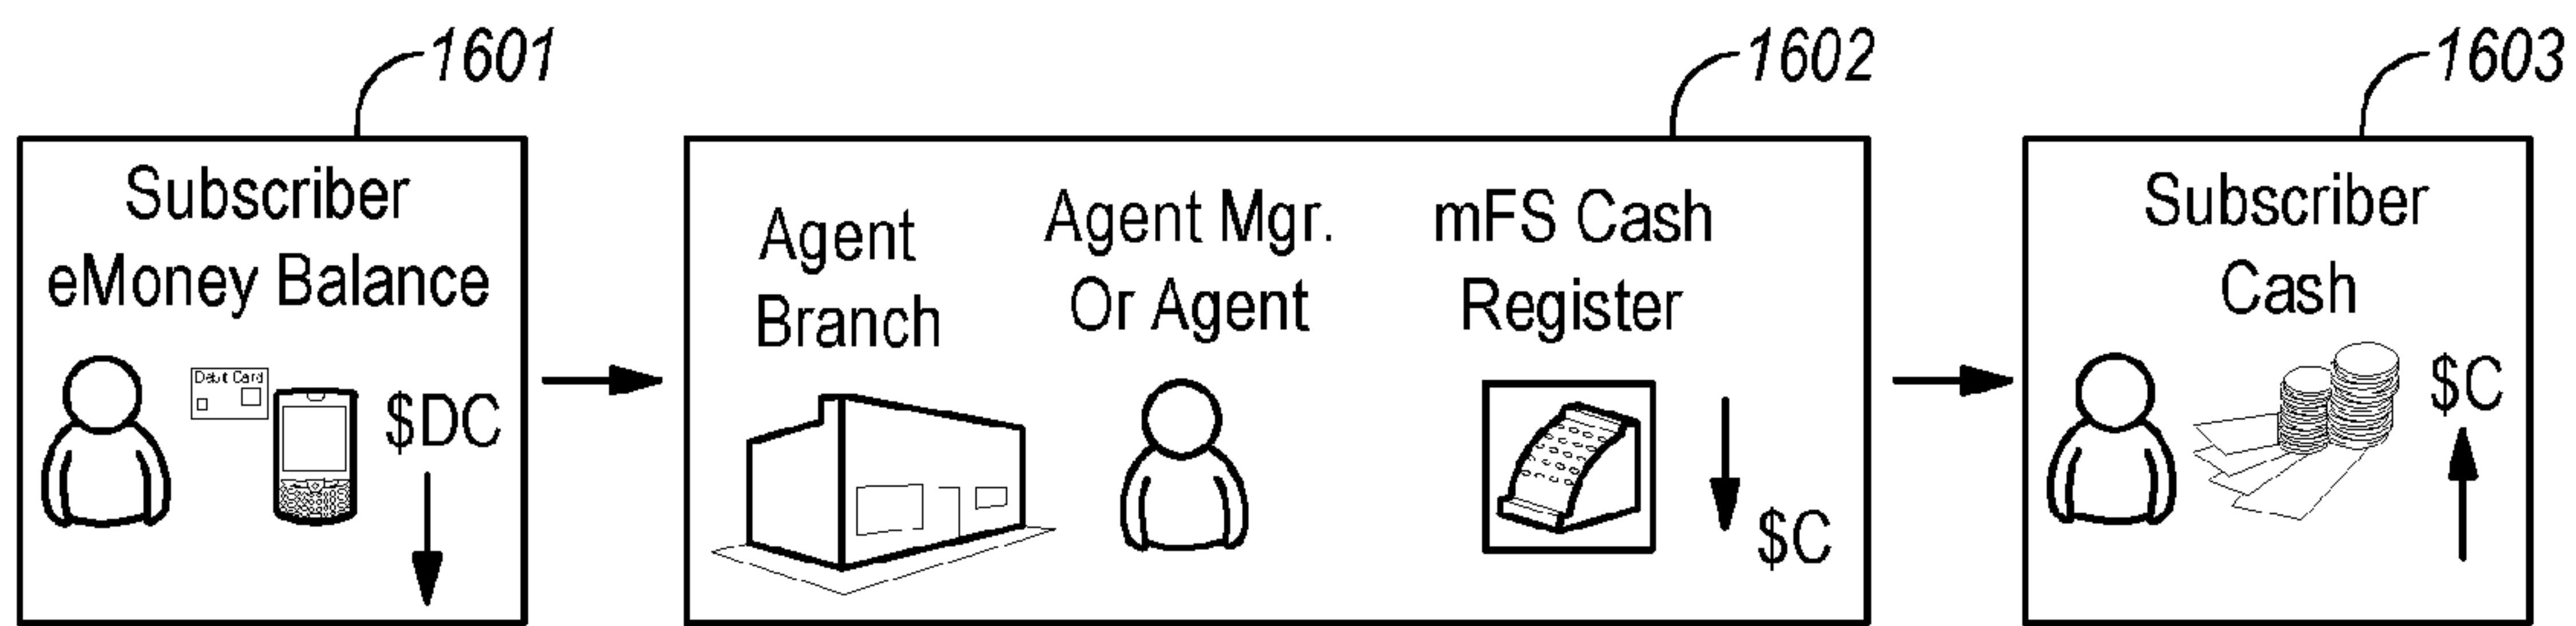 1601
1602
1603
Subscriber
eMoney Balance
Debit Card
$DC
Agent
Branch
Agent Mgr.
Or Agent
mFS Cash
Register
$C
Subscriber
Cash
$C